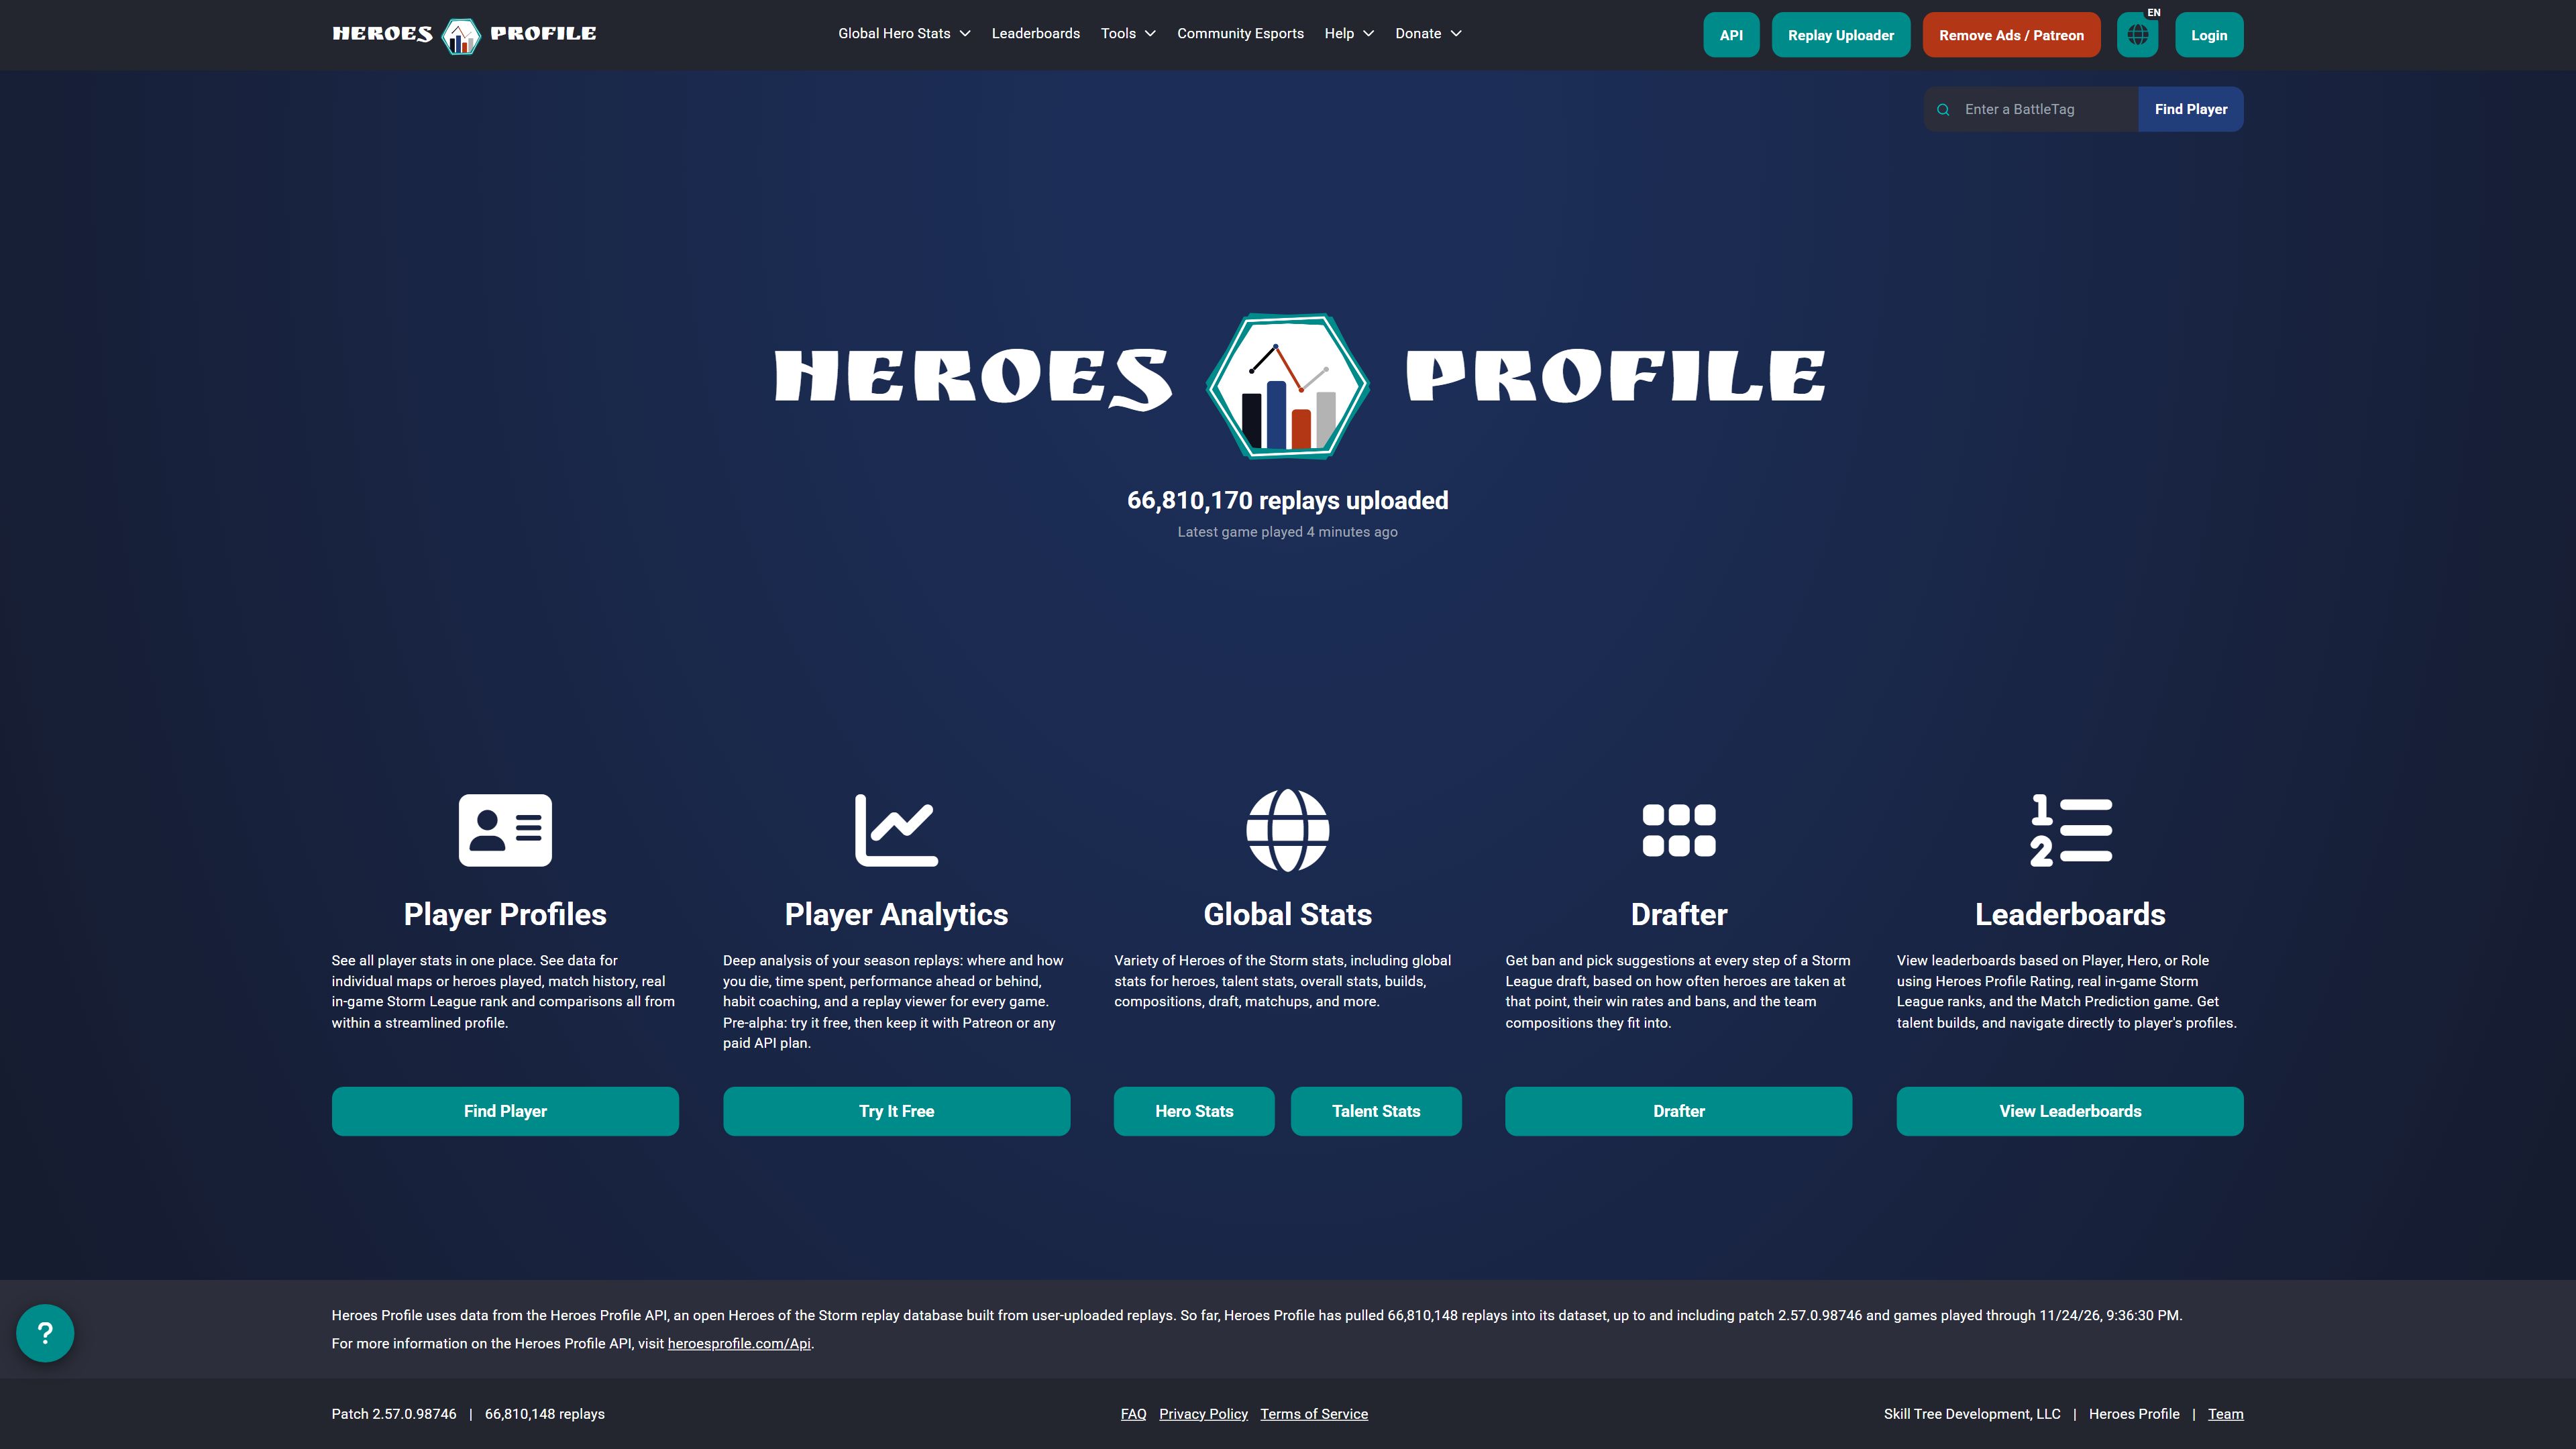 HEROES PROFILE
Global Hero Stats
Leaderboards
Tools
Community Esports
Help
Donate
API
Replay Uploader
Remove Ads / Patreon
EN
Login
Enter a BattleTag
Find Player
HEROES PROFILE
66,810,170 replays uploaded
Latest game played 4 minutes ago
Player Profiles
See all player stats in one place. See data for
individual maps or heroes played, match history, real
in-game Storm League rank and comparisons all from
within a streamlined profile.
Find Player
Player Analytics
Deep analysis of your season replays: where and how
you die, time spent, performance ahead or behind,
habit coaching, and a replay viewer for every game.
Pre-alpha: try it free, then keep it with Patreon or any
paid API plan.
Try It Free
Global Stats
Variety of Heroes of the Storm stats, including global
stats for heroes, talent stats, overall stats, builds,
compositions, draft, matchups, and more.
Hero Stats
Talent Stats
Drafter
Get ban and pick suggestions at every step of a Storm
League draft, based on how often heroes are taken at
that point, their win rates and bans, and the team
compositions they fit into.
Drafter
1
2
Leaderboards
View leaderboards based on Player, Hero, or Role
using Heroes Profile Rating, real in-game Storm
League ranks, and the Match Prediction game. Get
talent builds, and navigate directly to player's profiles.
View Leaderboards
Heroes Profile uses data from the Heroes Profile API, an open Heroes of the Storm replay database built from user-uploaded replays. So far, Heroes Profile has pulled 66,810,148 replays into its dataset, up to and including patch 2.57.0.98746 and games played through 11/24/26, 9:36:30 PM.
For more information on the Heroes Profile API, visit heroesprofile.com/Api.
?
Patch 2.57.0.98746 | 66,810,148 replays
FAQ Privacy Policy Terms of Service
Skill Tree Development, LLC | Heroes Profile | Team